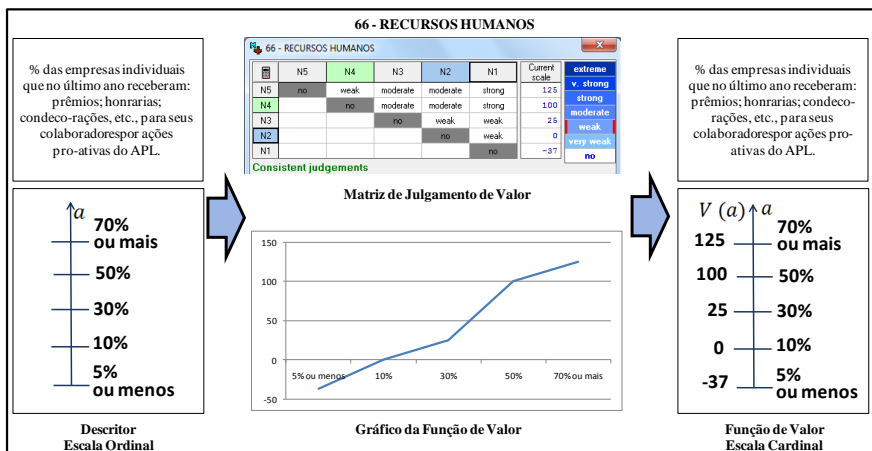 66 - RECURSOS HUMANOS
% das empresas individuais
que no último ano receberam:
prêmios; honrarias;
condeco-rações, etc., para seus
colaboradorespor ações
pro-ativas do APL.
a
70%
ou mais
50%
30%
10%
5%
ou menos
Descritor
Escala Ordinal
66 - RECURSOS HUMANOS
N5 N4 N3 N2 N1 Current scale
N5 no weak moderate moderate strong 125
N4 no moderate moderate strong 100
N3 no weak weak 25
N2 no weak 0
N1 no -37
Consistent judgements
extreme
v. strong
strong
moderate
weak
very weak
no
Matriz de Julgamento de Valor
150
100
50
0
-50
5% ou menos 10% 30% 50% 70% ou mais
Gráfico da Função de Valor
% das empresas individuais
que no último ano receberam:
prêmios; honrarias;
condeco-rações, etc., para seus
colaboradorespor ações
pro-ativas do APL.
V (a) a
125 70%
ou mais
100 50%
25 30%
0 10%
-37 5%
ou menos
Função de Valor
Escala Cardinal